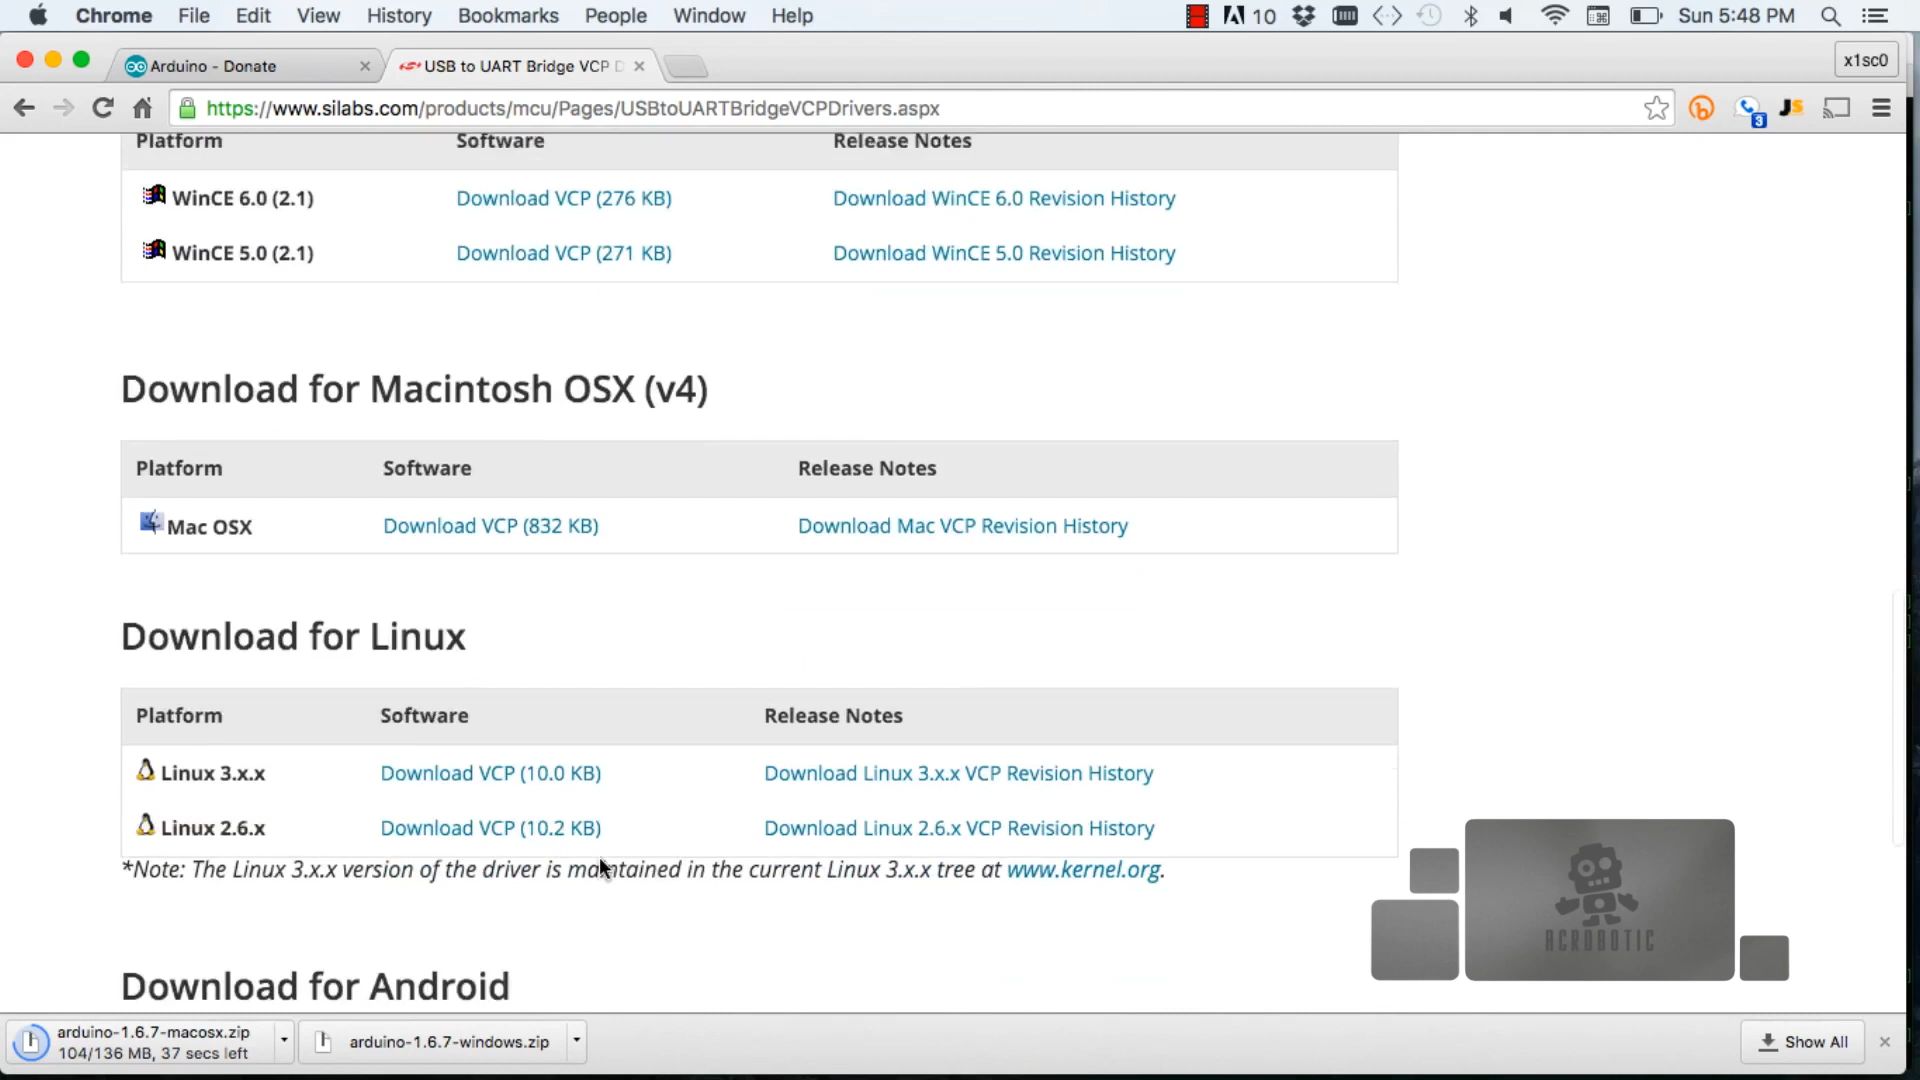 Chrome File Edit View History Bookmarks People Window Help 10 Sun 5:48 PM
Arduino - Donate USB to UART Bridge VCP D x1sc0
https://www.silabs.com/products/mcu/Pages/USBtoUARTBridgeVCPDrivers.aspx JS 3
Platform Software Release Notes
WinCE 6.0 (2.1) Download VCP (276 KB) Download WinCE 6.0 Revision History
WinCE 5.0 (2.1) Download VCP (271 KB) Download WinCE 5.0 Revision History
Download for Macintosh OSX (v4)
Platform Software Release Notes
Mac OSX Download VCP (832 KB) Download Mac VCP Revision History
Download for Linux
Platform Software Release Notes
Linux 3.x.x Download VCP (10.0 KB) Download Linux 3.x.x VCP Revision History
Linux 2.6.x Download VCP (10.2 KB) Download Linux 2.6.x VCP Revision History
*Note: The Linux 3.x.x version of the driver is maintained in the current Linux 3.x.x tree at www.kernel.org.
ACROBOTIC
Download for Android
arduino-1.6.7-macosx.zip
104/136 MB, 37 secs left
arduino-1.6.7-windows.zip
Show All